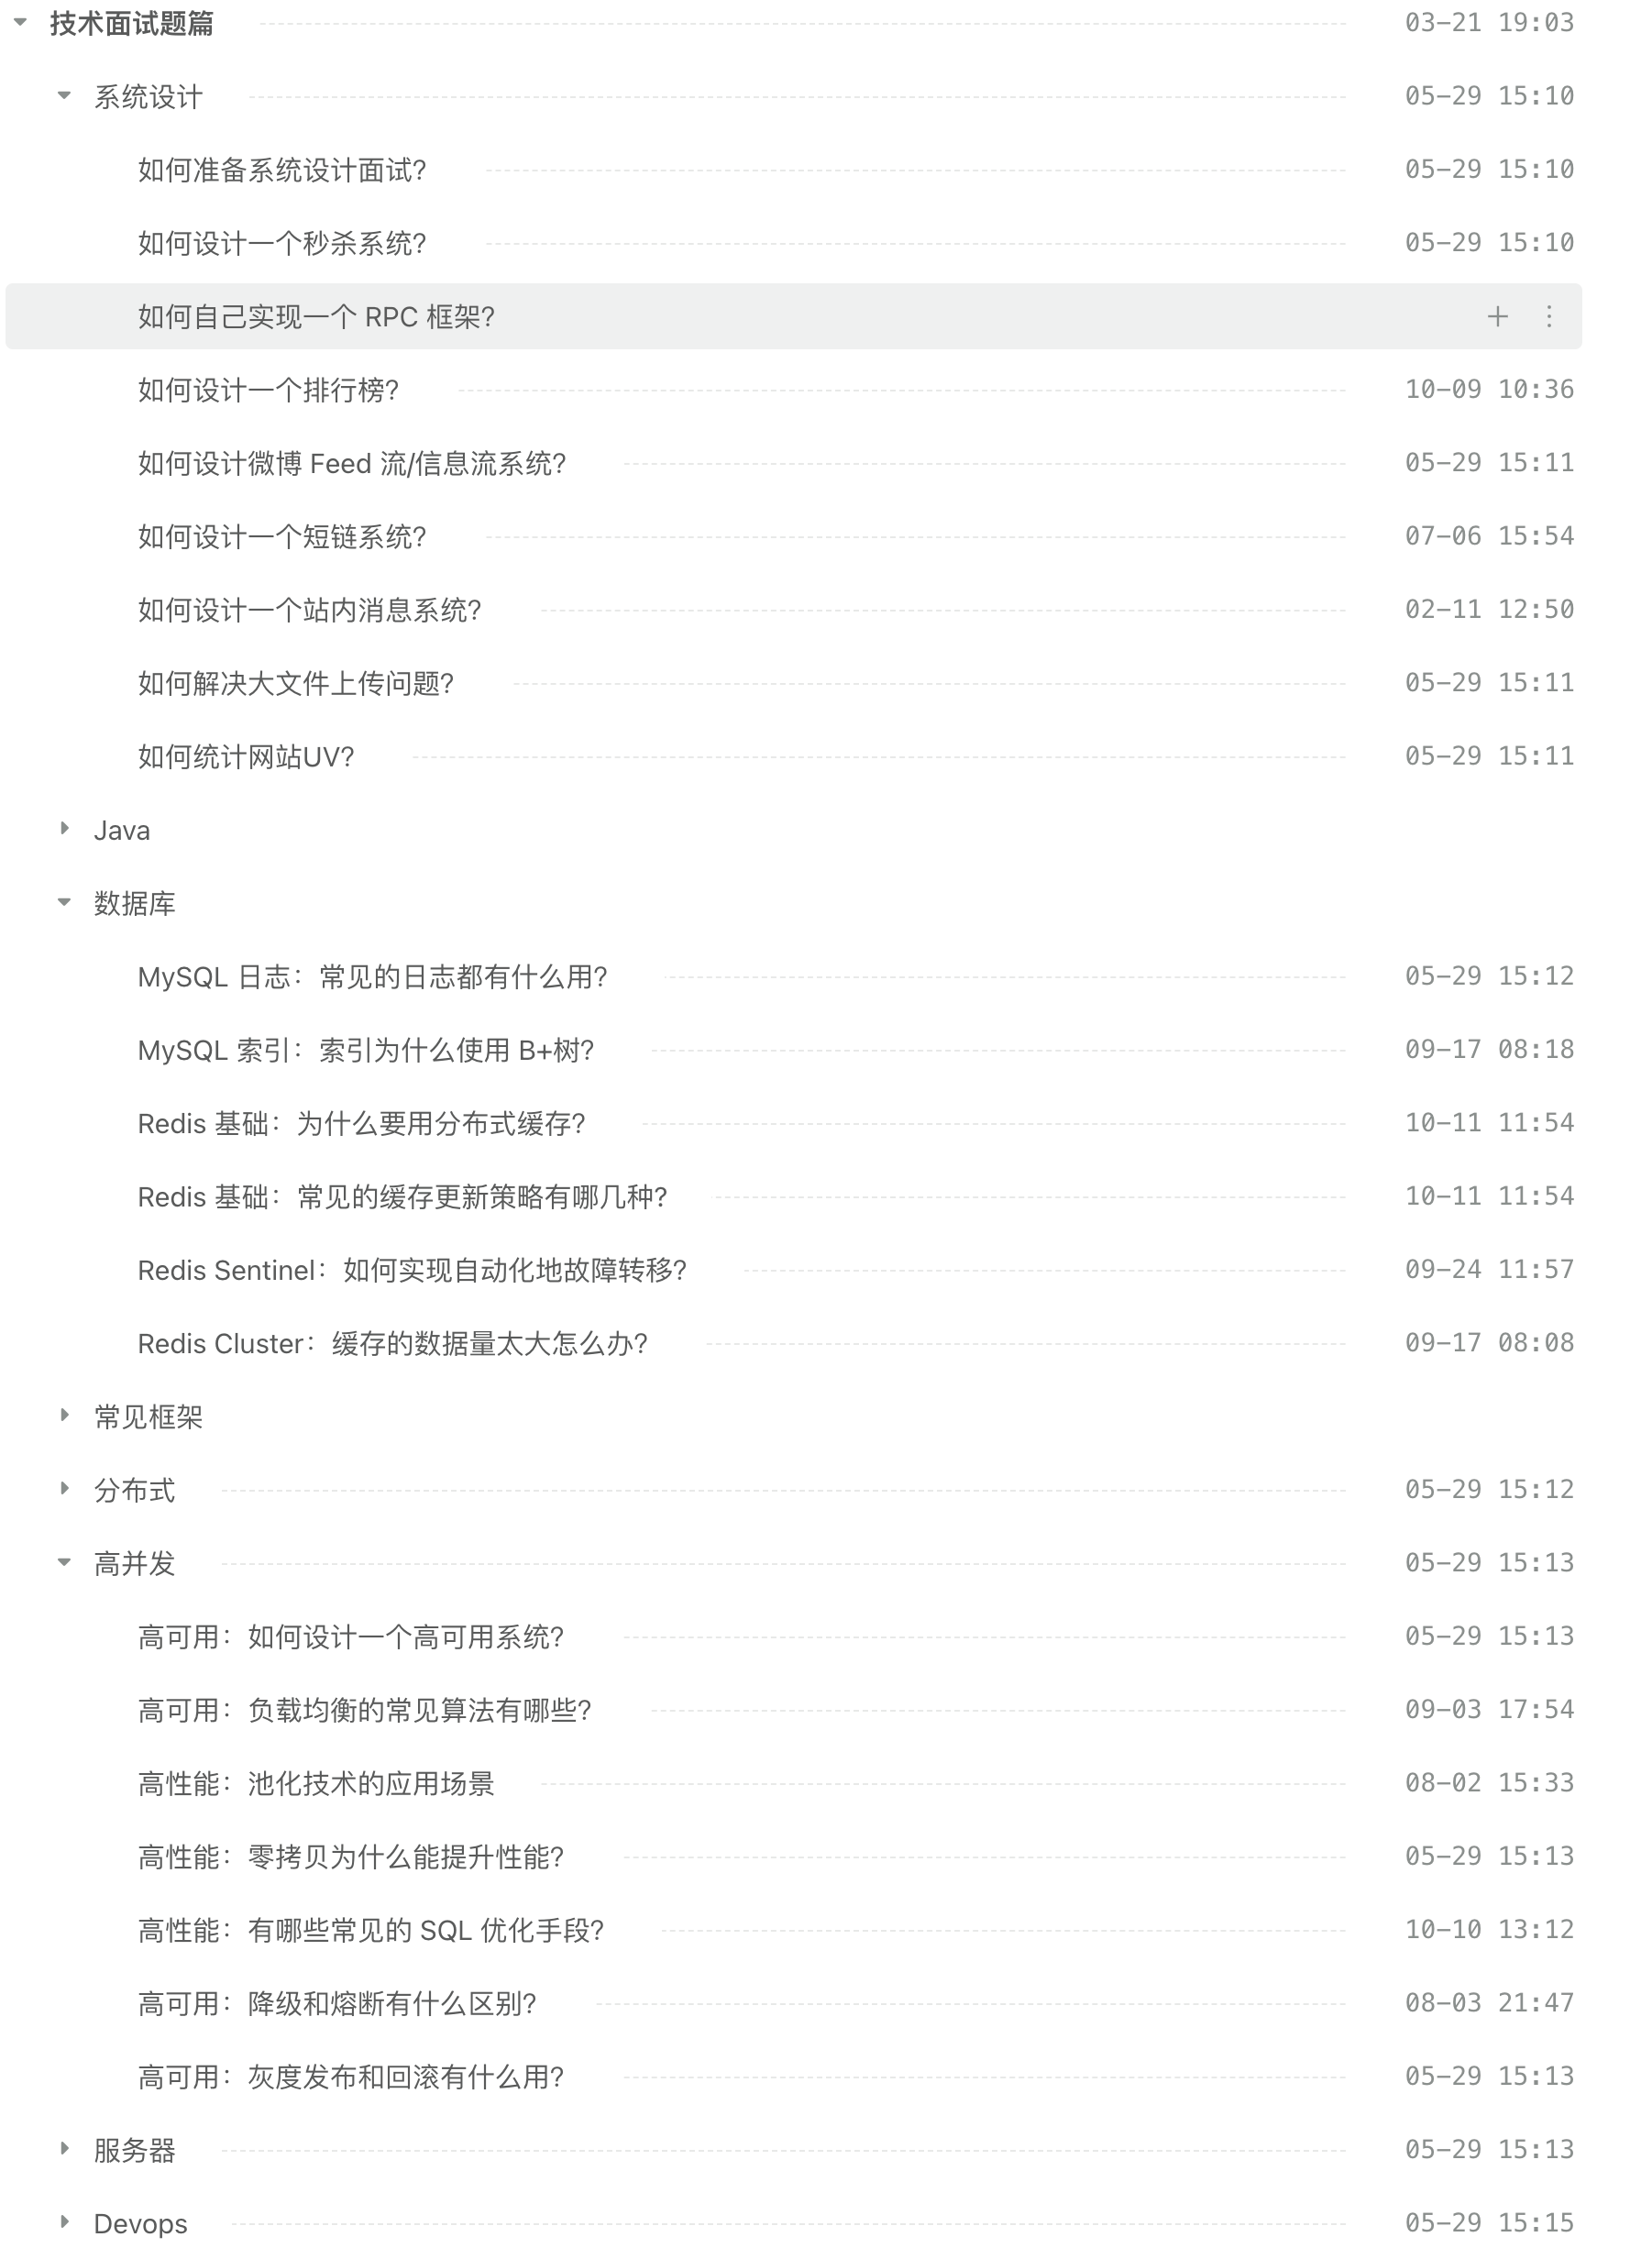 技术面试题篇 03-21 19:03
系统设计 05-29 15:10
如何准备系统设计面试? 05-29 15:10
如何设计一个秒杀系统? 05-29 15:10
如何自己实现一个 RPC 框架?
如何设计一个排行榜? 10-09 10:36
如何设计微博 Feed 流/信息流系统? 05-29 15:11
如何设计一个短链系统? 07-06 15:54
如何设计一个站内消息系统? 02-11 12:50
如何解决大文件上传问题? 05-29 15:11
如何统计网站UV? 05-29 15:11
Java
数据库
MySQL 日志：常见的日志都有什么用? 05-29 15:12
MySQL 索引：索引为什么使用 B+树? 09-17 08:18
Redis 基础：为什么要用分布式缓存? 10-11 11:54
Redis 基础：常见的缓存更新策略有哪几种? 10-11 11:54
Redis Sentinel：如何实现自动化地故障转移? 09-24 11:57
Redis Cluster：缓存的数据量太大怎么办? 09-17 08:08
常见框架
分布式 05-29 15:12
高并发 05-29 15:13
高可用：如何设计一个高可用系统? 05-29 15:13
高可用：负载均衡的常见算法有哪些? 09-03 17:54
高性能：池化技术的应用场景 08-02 15:33
高性能：零拷贝为什么能提升性能? 05-29 15:13
高性能：有哪些常见的 SQL 优化手段? 10-10 13:12
高可用：降级和熔断有什么区别? 08-03 21:47
高可用：灰度发布和回滚有什么用? 05-29 15:13
服务器 05-29 15:13
Devops 05-29 15:15